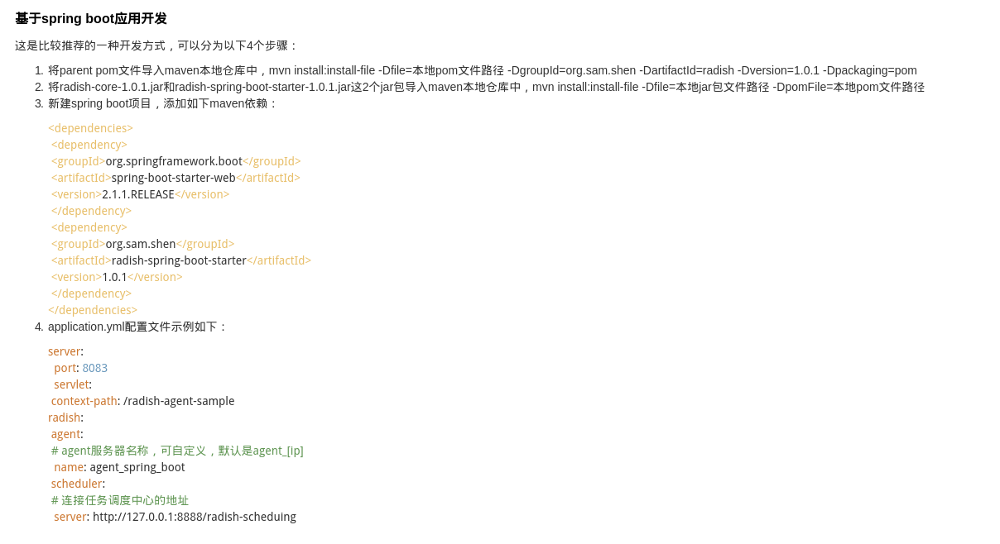 基于spring boot应用开发
这是比较推荐的一种开发方式，可以分为以下4个步骤：
1. 将parent pom文件导入maven本地仓库中，mvn install:install-file -Dfile=本地pom文件路径 -DgroupId=org.sam.shen -DartifactId=radish -Dversion=1.0.1 -Dpackaging=pom
2. 将radish-core-1.0.1.jar和radish-spring-boot-starter-1.0.1.jar这2个jar包导入maven本地仓库中，mvn install:install-file -Dfile=本地jar包文件路径 -DpomFile=本地pom文件路径
3. 新建spring boot项目，添加如下maven依赖：
<dependencies>
<dependency>
<groupId>org.springframework.boot</groupId>
<artifactId>spring-boot-starter-web</artifactId>
<version>2.1.1.RELEASE</version>
</dependency>
<dependency>
<groupId>org.sam.shen</groupId>
<artifactId>radish-spring-boot-starter</artifactId>
<version>1.0.1</version>
</dependency>
</dependencies>
4. application.yml配置文件示例如下：
server:
port: 8083
servlet:
context-path: /radish-agent-sample
radish:
agent:
# agent服务器名称，可自定义，默认是agent_[ip]
name: agent_spring_boot
scheduler:
# 连接任务调度中心的地址
server: http://127.0.0.1:8888/radish-scheduing